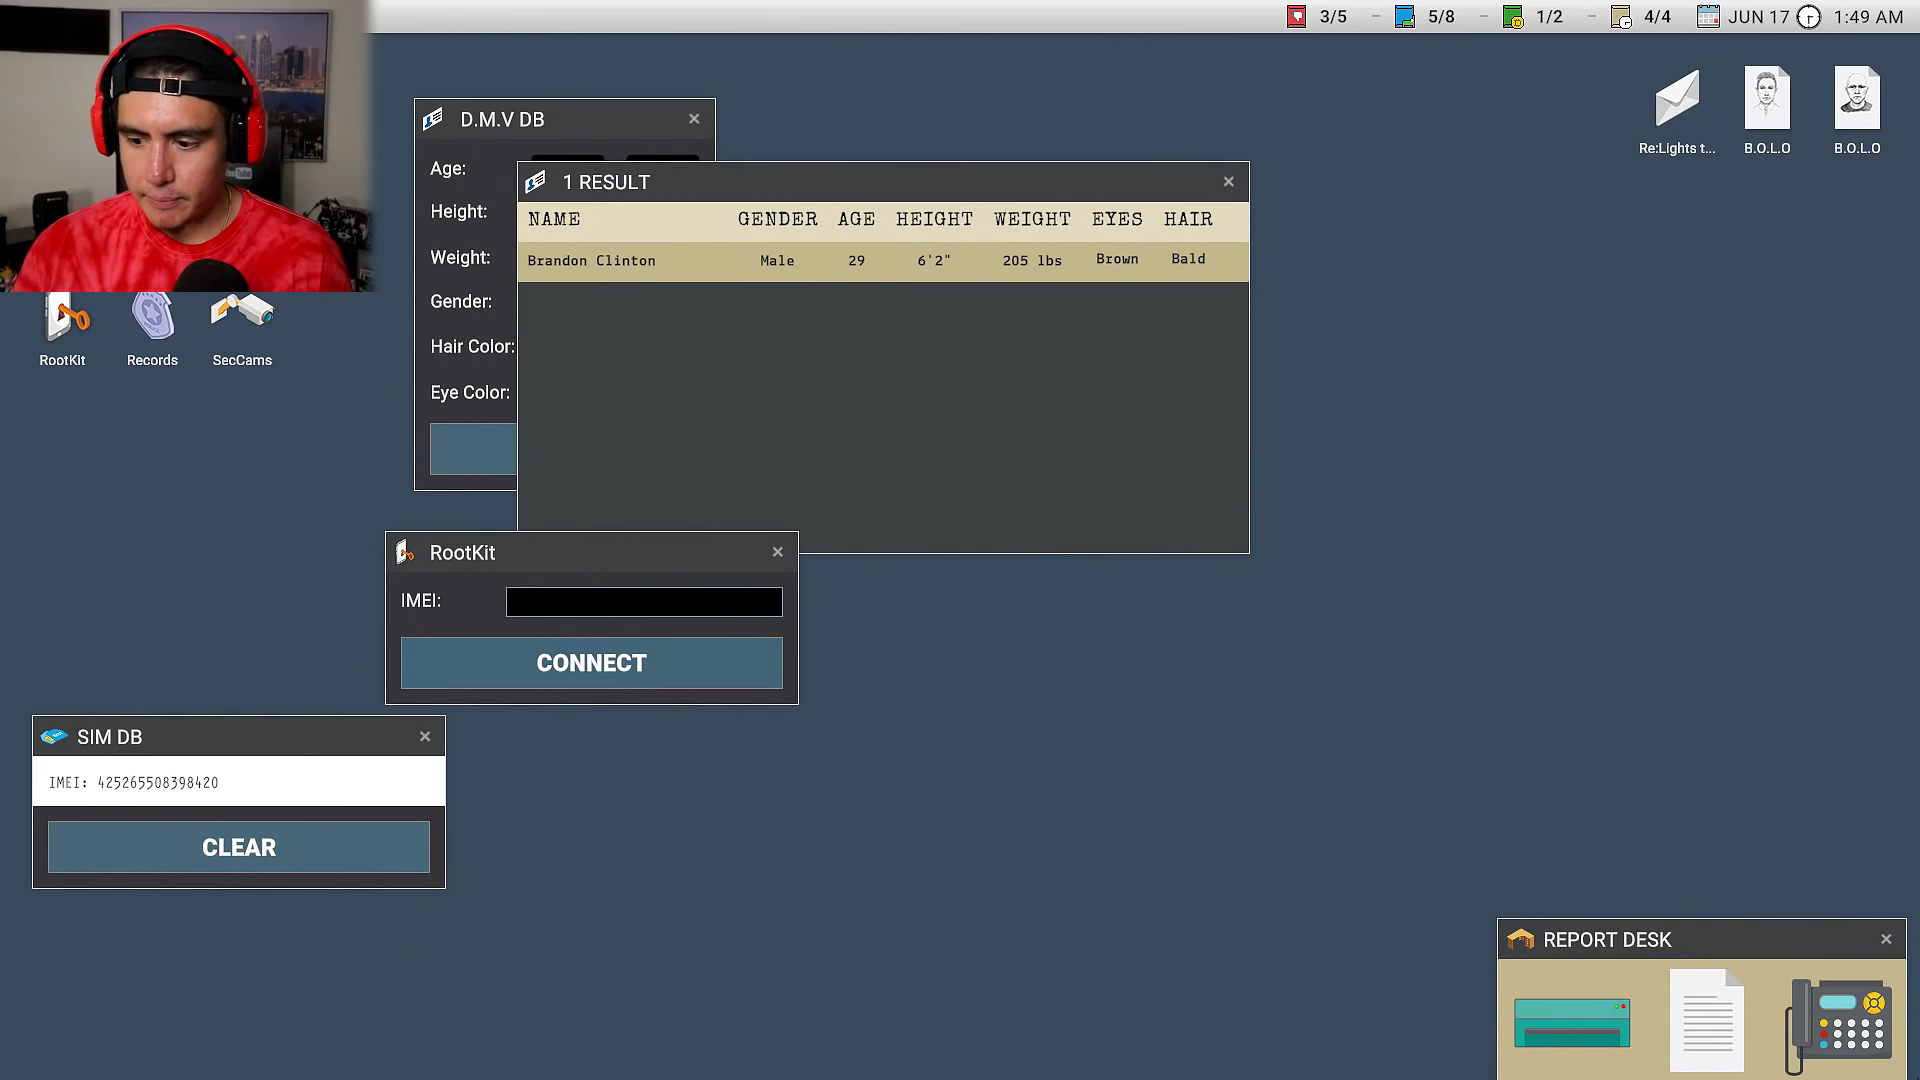 3/5 – 5/8 – 1/2 – 4/4 JUN 17 1:49 AM
Re:Lights t...
B.O.L.O
B.O.L.O
RootKit
Records
SecCams
D.M.V DB
Age:
Height:
Weight:
Gender:
Hair Color:
Eye Color:
1 RESULT
NAME GENDER AGE HEIGHT WEIGHT EYES HAIR
Brandon Clinton Male 29 6'2" 205 lbs Brown Bald
RootKit
IMEI:
CONNECT
SIM DB
IMEI: 425265508398420
CLEAR
REPORT DESK